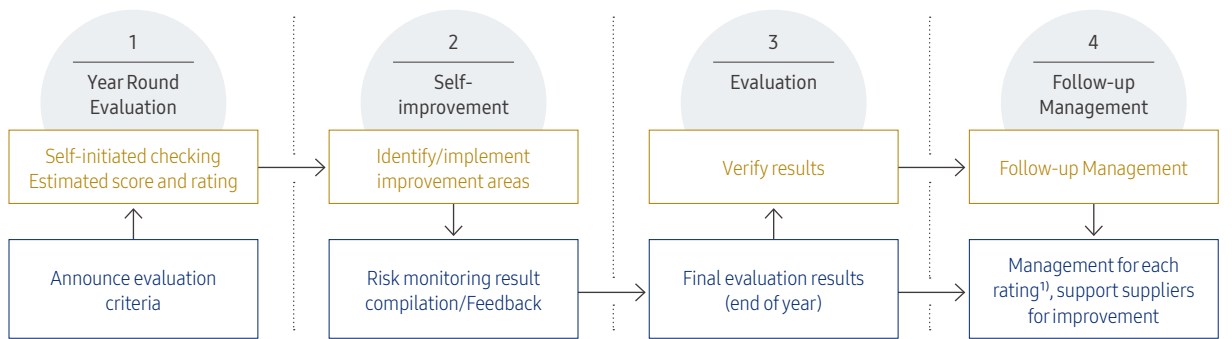 1
Year Round
Evaluation
Self-initiated checking
Estimated score and rating
Announce evaluation
criteria
2
Self-
improvement
Identify/implement
improvement areas
Risk monitoring result
compilation/Feedback
3
Evaluation
Verify results
Final evaluation results
(end of year)
4
Follow-up
Management
Follow-up Management
Management for each
rating¹⁾, support suppliers
for improvement